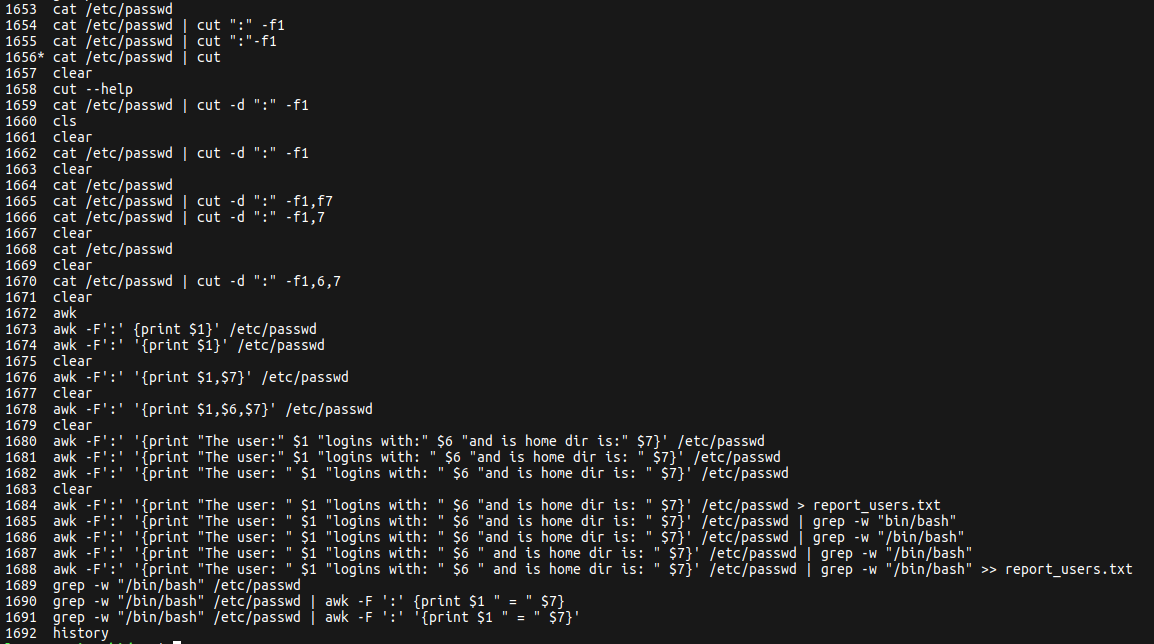 1653  cat /etc/passwd
1654  cat /etc/passwd | cut ":" -f1
1655  cat /etc/passwd | cut ":"-f1
1656* cat /etc/passwd | cut
1657  clear
1658  cut --help
1659  cat /etc/passwd | cut -d ":" -f1
1660  cls
1661  clear
1662  cat /etc/passwd | cut -d ":" -f1
1663  clear
1664  cat /etc/passwd
1665  cat /etc/passwd | cut -d ":" -f1,f7
1666  cat /etc/passwd | cut -d ":" -f1,7
1667  clear
1668  cat /etc/passwd
1669  clear
1670  cat /etc/passwd | cut -d ":" -f1,6,7
1671  clear
1672  awk
1673  awk -F':' {print $1}' /etc/passwd
1674  awk -F':' '{print $1}' /etc/passwd
1675  clear
1676  awk -F':' '{print $1,$7}' /etc/passwd
1677  clear
1678  awk -F':' '{print $1,$6,$7}' /etc/passwd
1679  clear
1680  awk -F':' '{print "The user:" $1 "logins with:" $6 "and is home dir is:" $7}' /etc/passwd
1681  awk -F':' '{print "The user:" $1 "logins with: " $6 "and is home dir is: " $7}' /etc/passwd
1682  awk -F':' '{print "The user: " $1 "logins with: " $6 "and is home dir is: " $7}' /etc/passwd
1683  clear
1684  awk -F':' '{print "The user: " $1 "logins with: " $6 "and is home dir is: " $7}' /etc/passwd > report_users.txt
1685  awk -F':' '{print "The user: " $1 "logins with: " $6 "and is home dir is: " $7}' /etc/passwd | grep -w "bin/bash"
1686  awk -F':' '{print "The user: " $1 "logins with: " $6 "and is home dir is: " $7}' /etc/passwd | grep -w "/bin/bash"
1687  awk -F':' '{print "The user: " $1 "logins with: " $6 " and is home dir is: " $7}' /etc/passwd | grep -w "/bin/bash"
1688  awk -F':' '{print "The user: " $1 "logins with: " $6 " and is home dir is: " $7}' /etc/passwd | grep -w "/bin/bash" >> report_users.txt
1689  grep -w "/bin/bash" /etc/passwd
1690  grep -w "/bin/bash" /etc/passwd | awk -F ':' {print $1 " = " $7}
1691  grep -w "/bin/bash" /etc/passwd | awk -F ':' '{print $1 " = " $7}'
1692  history